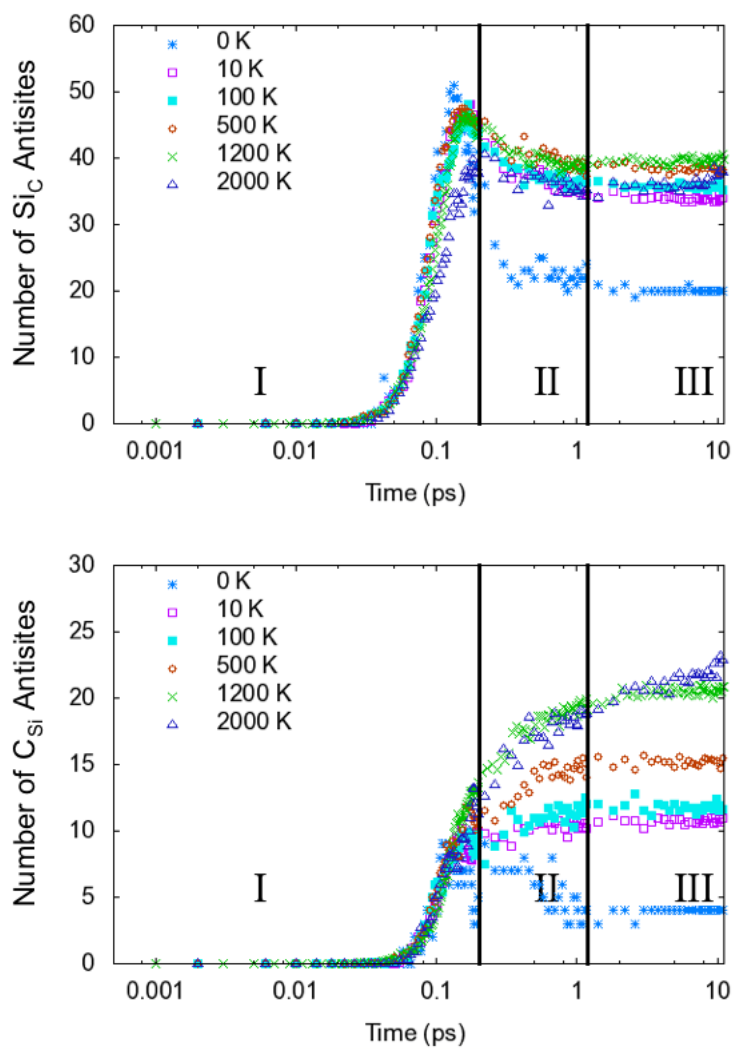 60
50
40
30
20
10
0
Number of Si_C Antisites
0 K
10 K
100 K
500 K
1200 K
2000 K
I
II
III
0.001
0.01
0.1
1
10
Time (ps)
30
25
20
15
10
5
0
Number of C_Si Antisites
0 K
10 K
100 K
500 K
1200 K
2000 K
I
II
III
0.001
0.01
0.1
1
10
Time (ps)